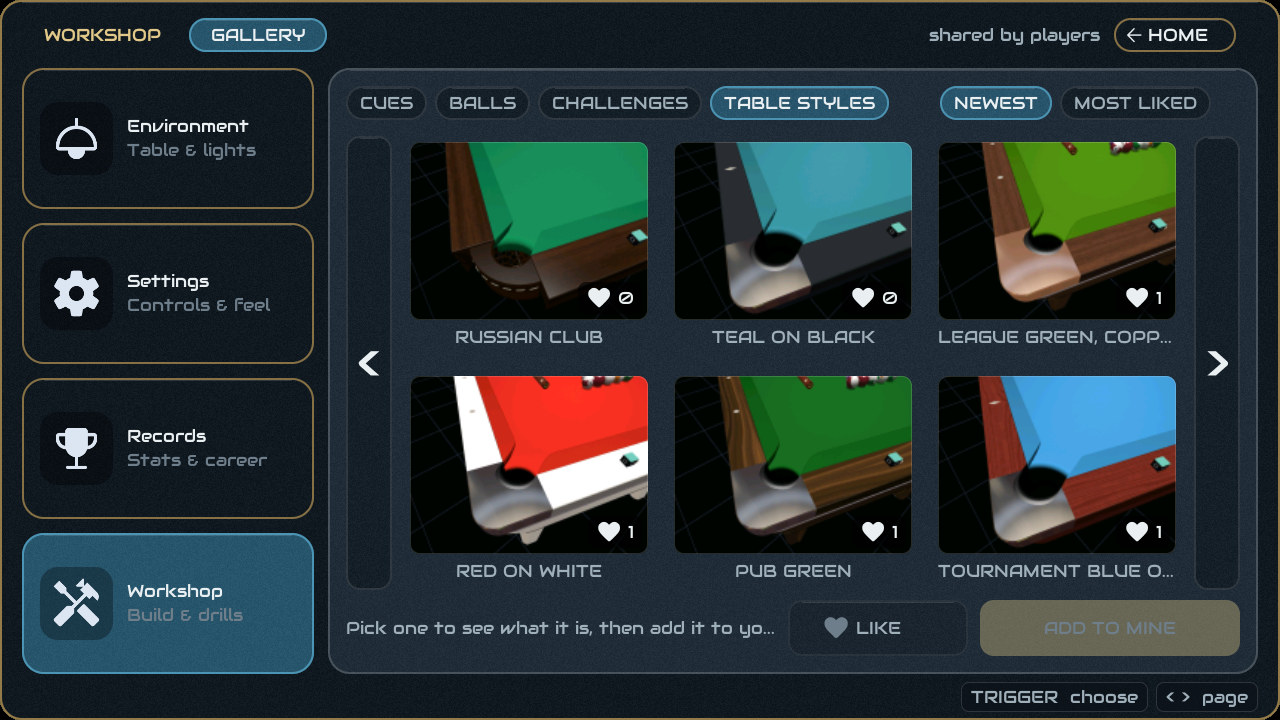 WORKSHOP
GALLERY
shared by players
← HOME
Environment
Table & lights
Settings
Controls & feel
Records
Stats & career
Workshop
Build & drills
CUES
BALLS
CHALLENGES
TABLE STYLES
NEWEST
MOST LIKED
0
RUSSIAN CLUB
0
TEAL ON BLACK
1
LEAGUE GREEN, COPP...
1
RED ON WHITE
1
PUB GREEN
1
TOURNAMENT BLUE O...
Pick one to see what it is, then add it to yo...
LIKE
ADD TO MINE
TRIGGER choose
< > page